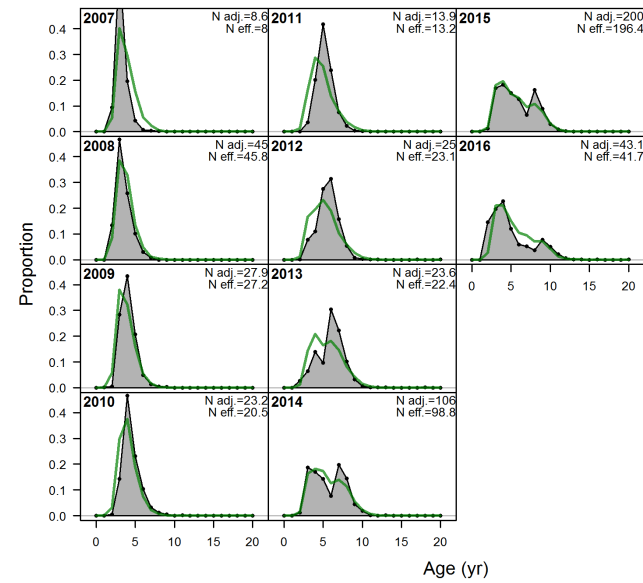 2007
N adj.=8.6
N eff.=8
2011
N adj.=13.9
N eff.=13.2
2015
N adj.=200
N eff.=196.4
0.4
0.3
0.2
0.1
0.0
2008
N adj.=45
N eff.=45.8
2012
N adj.=25
N eff.=23.1
2016
N adj.=43.1
N eff.=41.7
0.4
0.3
0.2
0.1
0.0
0 5 10 15 20
2009
N adj.=27.9
N eff.=27.2
2013
N adj.=23.6
N eff.=22.4
0.4
0.3
0.2
0.1
0.0
2010
N adj.=23.2
N eff.=20.5
2014
N adj.=106
N eff.=98.8
0.4
0.3
0.2
0.1
0.0
0 5 10 15 20
0 5 10 15 20
Proportion
Age (yr)